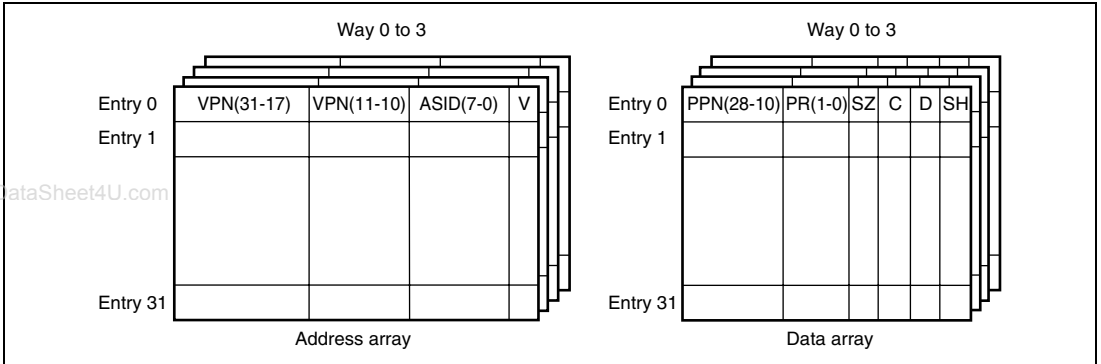 Way 0 to 3
Way 0 to 3
Entry 0 VPN(31-17) VPN(11-10) ASID(7-0) V
Entry 0 PPN(28-10) PR(1-0) SZ C D SH
Entry 1
Entry 1
ataSheet4U.com
Entry 31
Entry 31
Address array
Data array